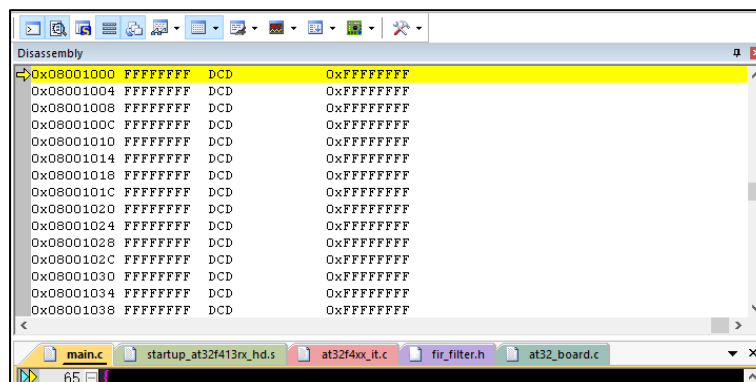 Disassembly
0x08001000 FFFFFFFF DCD 0xFFFFFFFF
0x08001004 FFFFFFFF DCD 0xFFFFFFFF
0x08001008 FFFFFFFF DCD 0xFFFFFFFF
0x0800100C FFFFFFFF DCD 0xFFFFFFFF
0x08001010 FFFFFFFF DCD 0xFFFFFFFF
0x08001014 FFFFFFFF DCD 0xFFFFFFFF
0x08001018 FFFFFFFF DCD 0xFFFFFFFF
0x0800101C FFFFFFFF DCD 0xFFFFFFFF
0x08001020 FFFFFFFF DCD 0xFFFFFFFF
0x08001024 FFFFFFFF DCD 0xFFFFFFFF
0x08001028 FFFFFFFF DCD 0xFFFFFFFF
0x0800102C FFFFFFFF DCD 0xFFFFFFFF
0x08001030 FFFFFFFF DCD 0xFFFFFFFF
0x08001034 FFFFFFFF DCD 0xFFFFFFFF
0x08001038 FFFFFFFF DCD 0xFFFFFFFF
main.c startup_at32f413rx_hd.s at32f4xx_it.c fir_filter.h at32_board.c
65 {